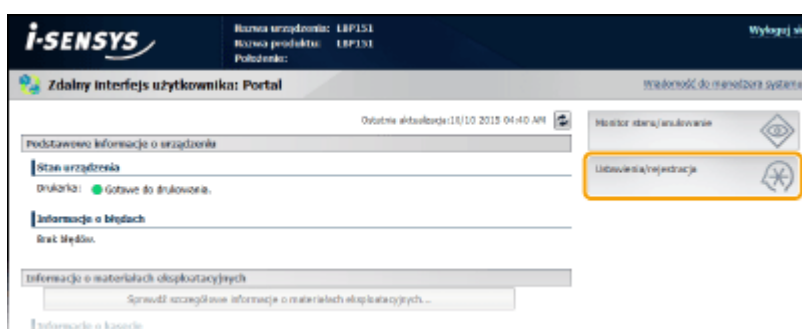 i-SENSYS
Nazwa urządzenia: LBP151
Nazwa produktu: LBP151
Położenie:
Wyloguj się
Zdalny interfejs użytkownika: Portal
Wiadomość do menedżera systemu
Ostatnia aktualizacja:10/10 2015 04:40 AM
Podstawowe informacje o urządzeniu
Stan urządzenia
Drukarka: Gotowe do drukowania.
Informacje o błędach
Brak błędów.
Informacje o materiałach eksploatacyjnych
Sprawdź szczegółowe informacje o materiałach eksploatacyjnych...
Informacje o kasecie
Monitor stanu/anulowanie
Ustawienia/rejestracja